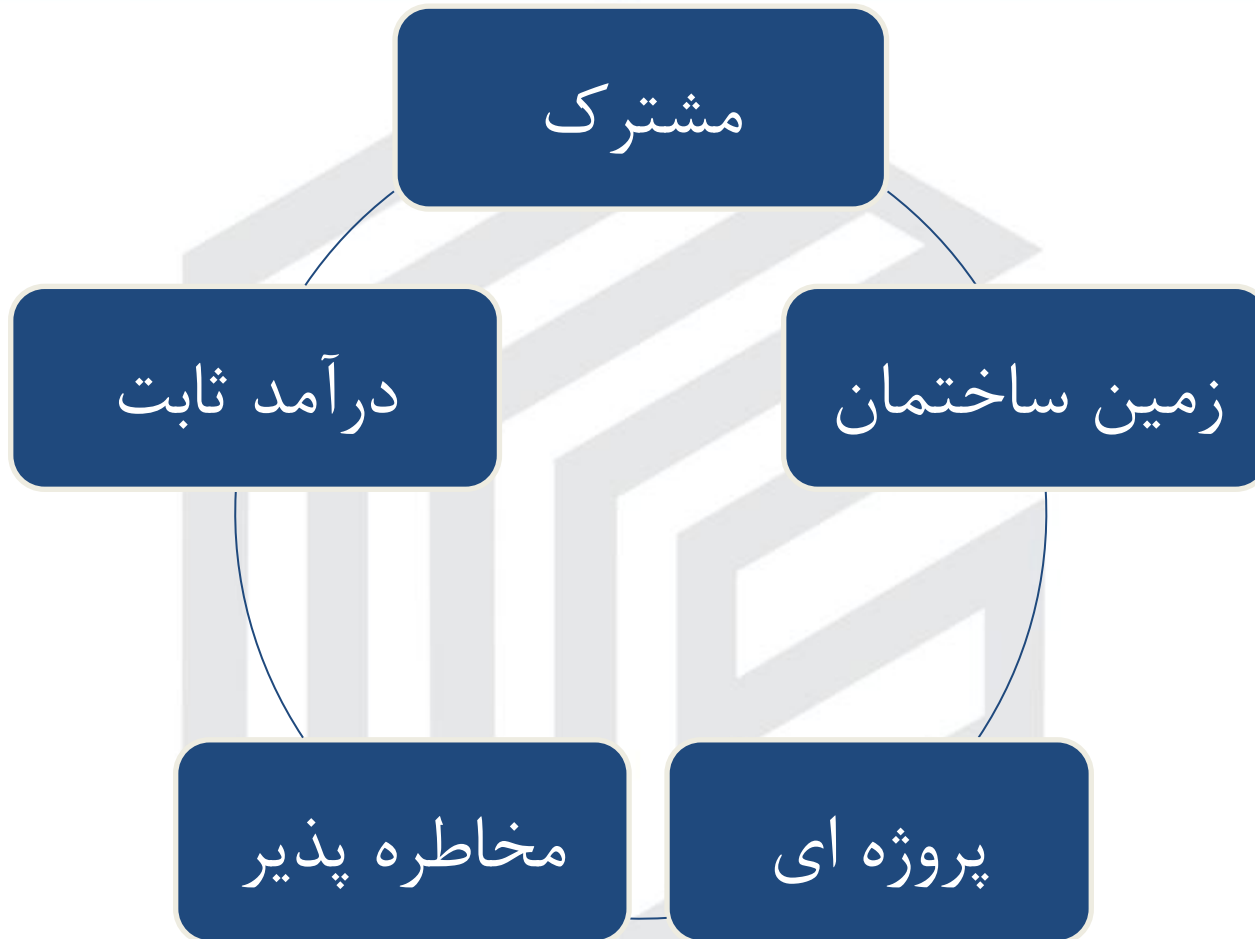 مشترک
زمین ساختمان
درآمد ثابت
پروژه ای
مخاطره پذیر